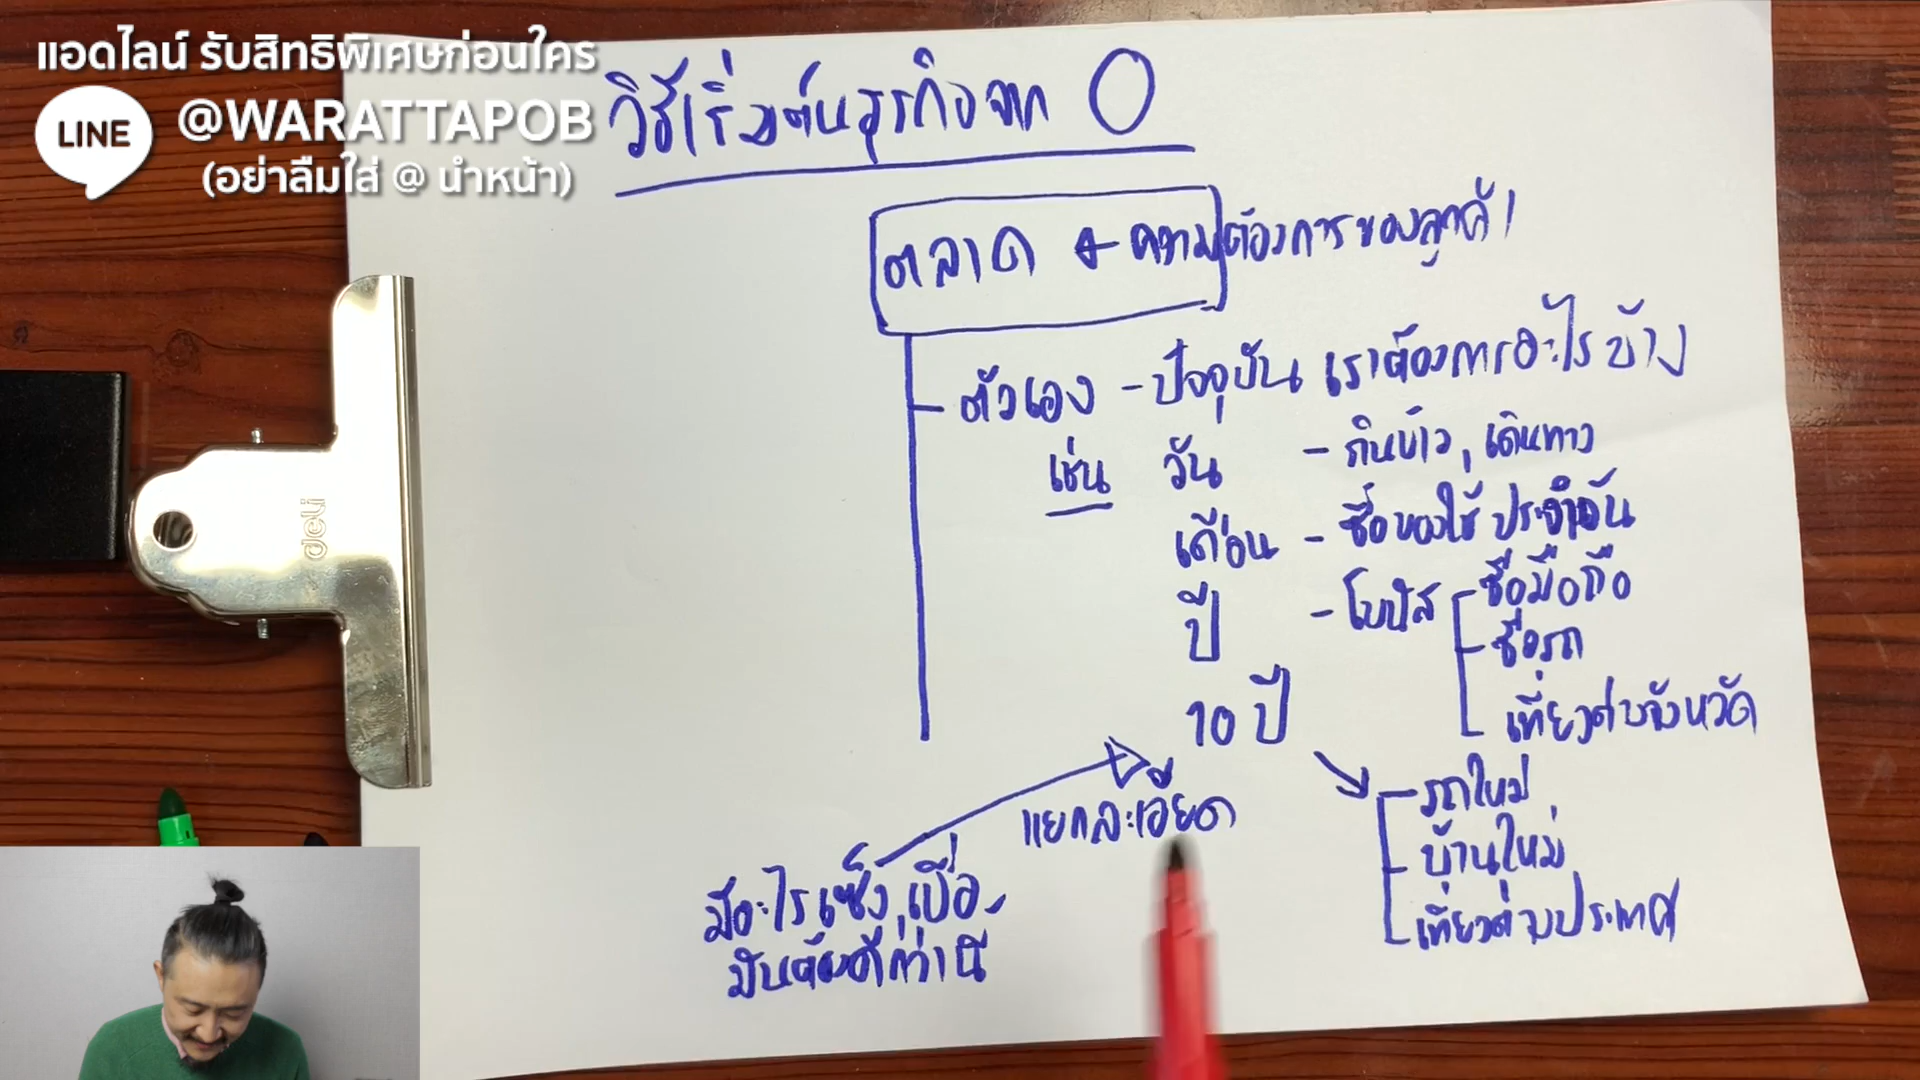 แอดไลน์ รับสิทธิพิเศษก่อนใคร
LINE @WARATTAPOB
(อย่าลืมใส่ @ นำหน้า)
วิธีเริ่มต้นธุรกิจจาก 0
ตลาด + ความต้องการของลูกค้า
ตัวเอง - ปัจจุบัน เราต้องการอะไรบ้าง
เช่น วัน - กินข้าว, เดินทาง
เดือน - ซื้อของใช้ ประจำวัน
ปี - โบนัส ซื้อมือถือ
ซื้อรถ
เที่ยวต่างจังหวัด
10 ปี
รถใหม่
บ้านใหม่
เที่ยวต่างประเทศ
แยกละเอียด
มีอะไรเซ็ง, เบื่อ
มันต้องดีกว่านี้
deli